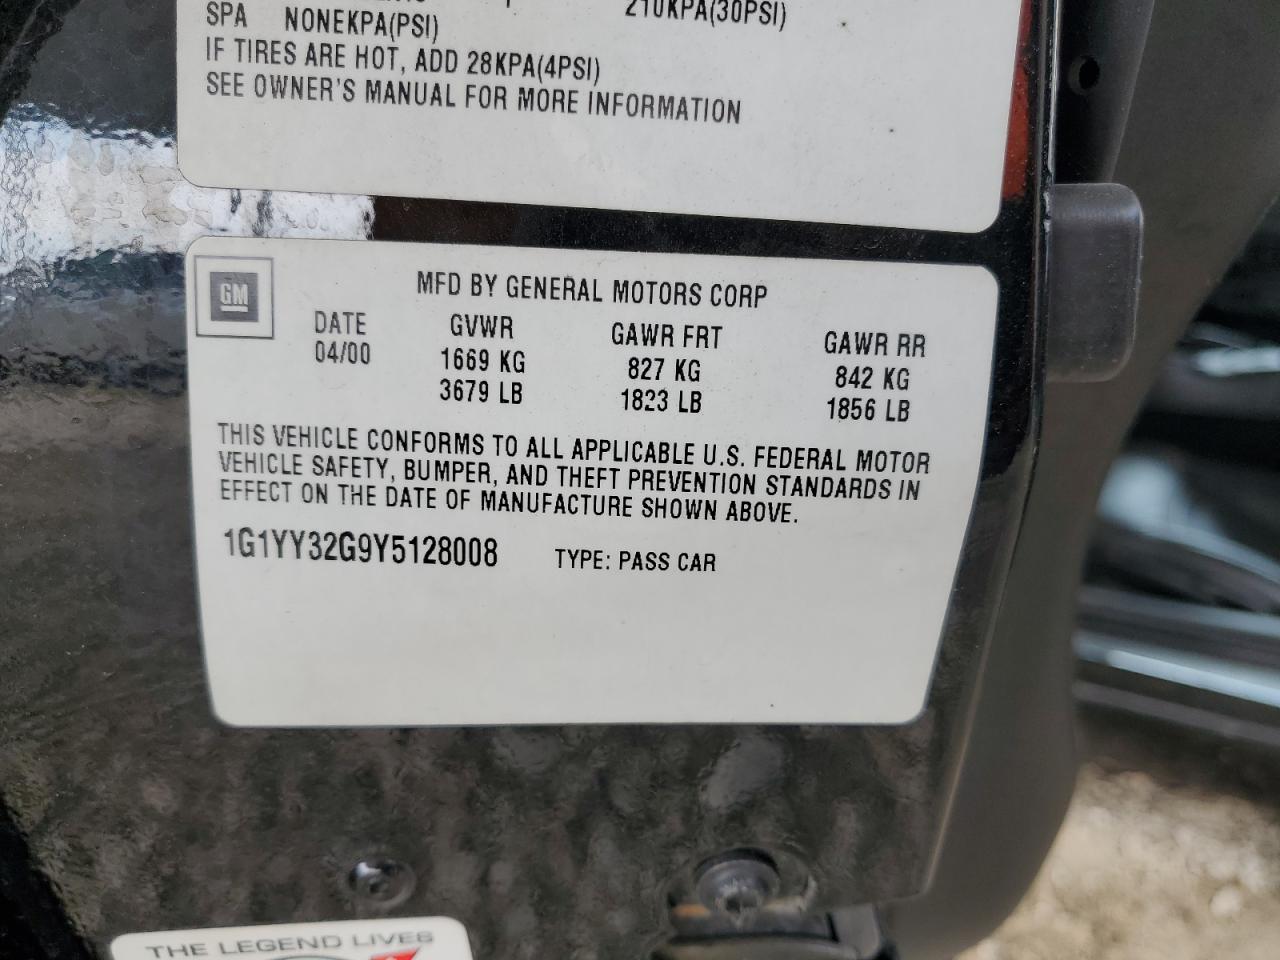 210KPA(30PSI)
SPA NONEKPA(PSI)
IF TIRES ARE HOT, ADD 28KPA(4PSI)
SEE OWNER'S MANUAL FOR MORE INFORMATION
GM
MFD BY GENERAL MOTORS CORP
DATE GVWR GAWR FRT GAWR RR
04/00 1669 KG 827 KG 842 KG
3679 LB 1823 LB 1856 LB
THIS VEHICLE CONFORMS TO ALL APPLICABLE U.S. FEDERAL MOTOR
VEHICLE SAFETY, BUMPER, AND THEFT PREVENTION STANDARDS IN
EFFECT ON THE DATE OF MANUFACTURE SHOWN ABOVE.
1G1YY32G9Y5128008 TYPE: PASS CAR
THE LEGEND LIVES